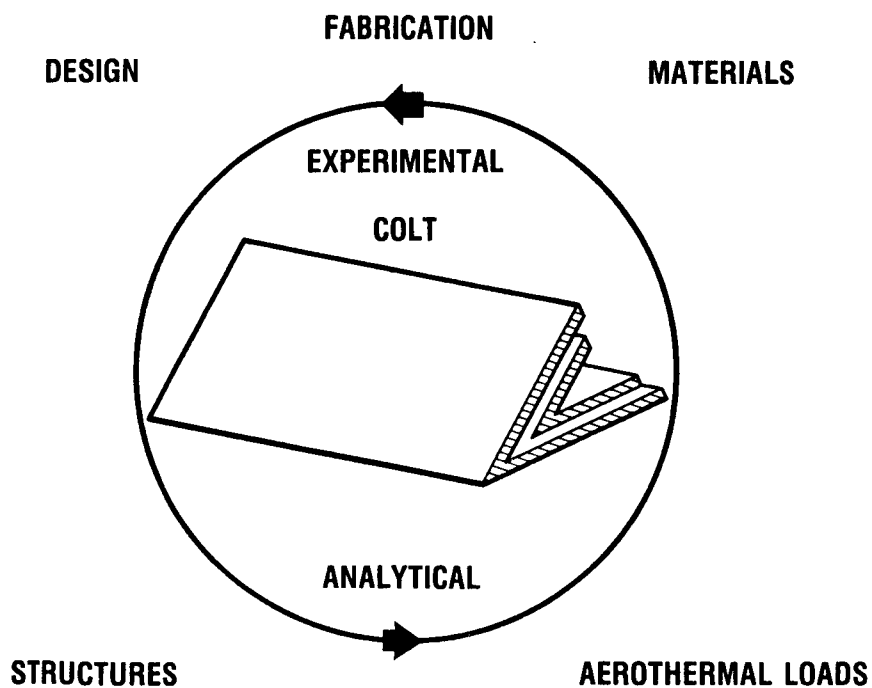 FABRICATION
DESIGN
MATERIALS
EXPERIMENTAL
COLT
ANALYTICAL
STRUCTURES
AEROTHERMAL LOADS